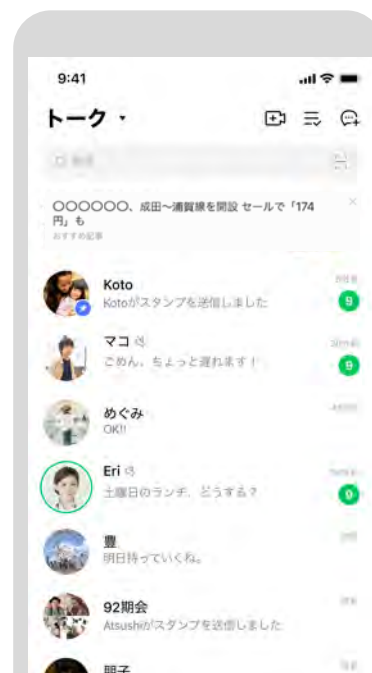 9:41
トーク
〇〇〇〇〇〇、成田〜浦賀線を開設 セールで「174
円」も
おすすめ記事
Koto
Kotoがスタンプを送信しました
9
マコ
ごめん、ちょっと遅れます！
9
めぐみ
OK!!
Eri
土曜日のランチ、どうする？
9
豊
明日持っていくね。
92期会
Atsushiがスタンプを送信しました
朋子